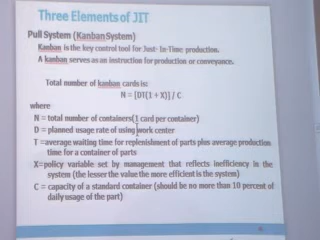 Three Elements of JIT
Pull System (Kanban System)
Kanban is the key control tool for Just- In-Time production.
A kanban serves as an instruction for production or conveyance.
Total number of kanban cards is:
N = [DT(1 + X)] / C
where
N = total number of containers(1 card per container)
D = planned usage rate of using work center
T =average waiting time for replenishment of parts plus average production
time for a container of parts
X=policy variable set by management that reflects inefficiency in the
system (the lesser the value more efficient is the system)
C = capacity of a standard container (should be no more than 10 percent of
daily usage of the part)